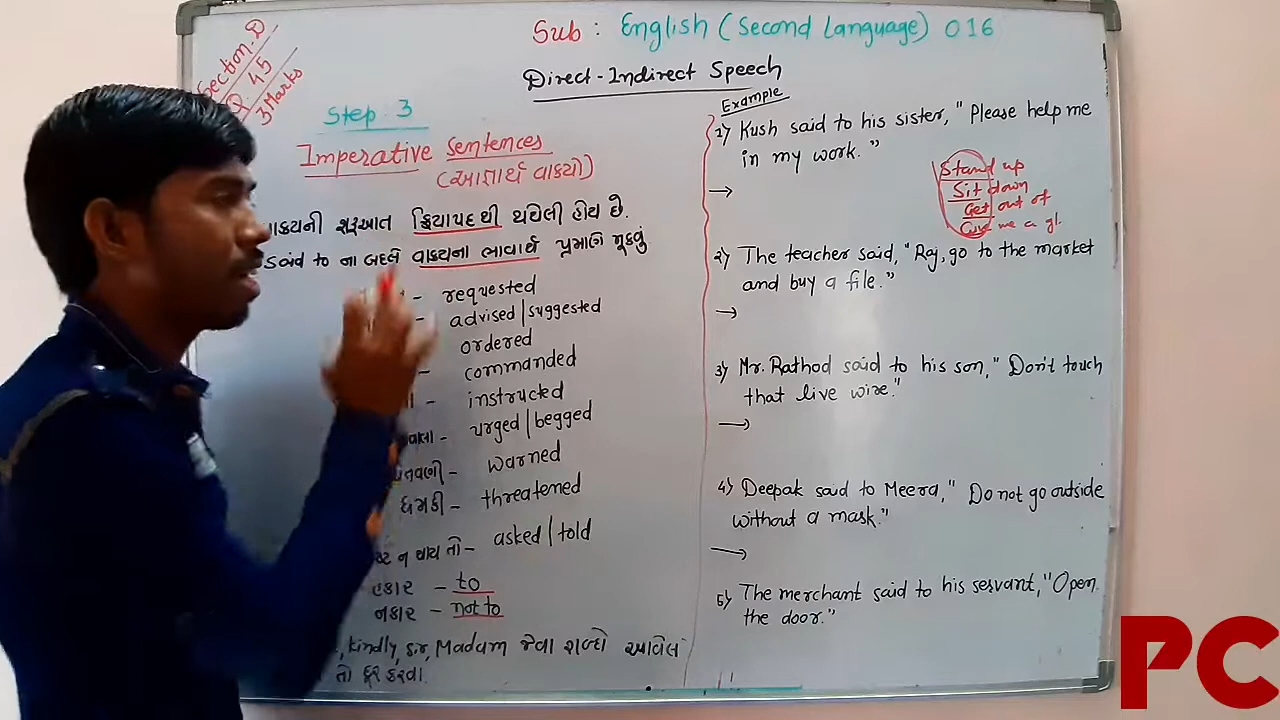 Section. D
Q. 45
3 Marks
Sub : English (Second Language) 016
Direct - Indirect Speech
Step 3
Imperative Sentences
(આજ્ઞાર્થ વાક્યો)
શરૂઆત ક્રિયાપદ થી થયેલી હોય છે.
Said to ના બદલે વાક્યના ભાવાર્થ પ્રમાણે મૂકવું
- requested
- advised | suggested
ordered
- commanded
- instructed
- urged | begged
- warned
ધમકી - threatened
ન થાય તો - asked | told
હકાર - to
નકાર - not to
, kindly, sir, Madam જેવા શબ્દો આવેલ
તો દૂર કરવા.
Example
1) Kush said to his sister, "Please help me
in my work."
→
Stand up
Sit down
Get out of
Give me a gl.
2) The teacher said, "Raj, go to the market
and buy a file."
→
3) Mr. Rathod said to his son, "Don't touch
that live wire."
→
4) Deepak said to Meera, "Do not go outside
without a mask."
→
5) The merchant said to his servant, "Open
the door."
PC